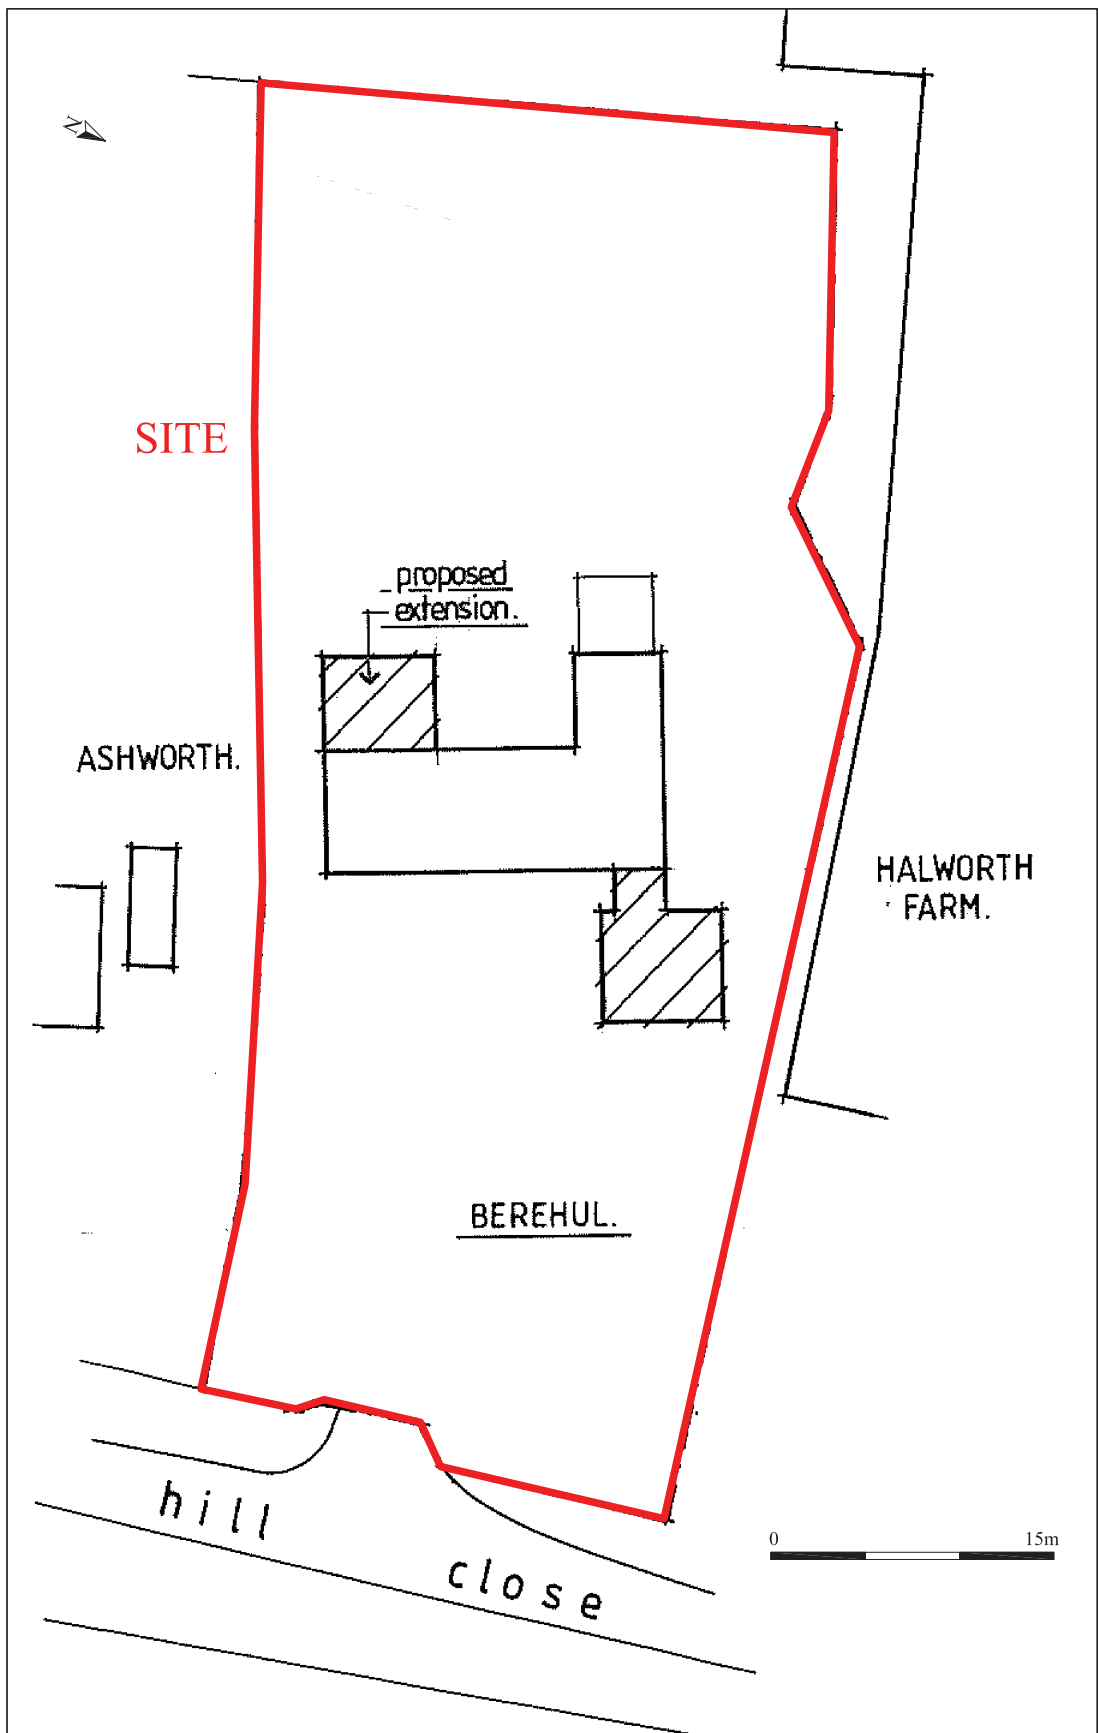 N
SITE
proposed
extension.
ASHWORTH.
HALWORTH
FARM.
BEREHUL.
hill
close
0 15m